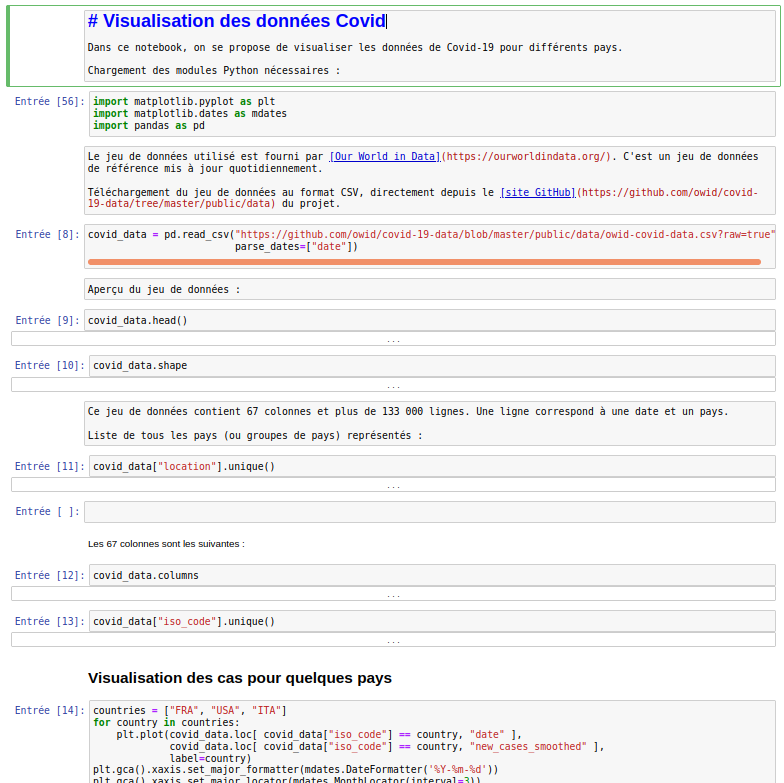 # Visualisation des données Covid
Dans ce notebook, on se propose de visualiser les données de Covid-19 pour différents pays.
Chargement des modules Python nécessaires :
Entrée [56]: import matplotlib.pyplot as plt
import matplotlib.dates as mdates
import pandas as pd
Le jeu de données utilisé est fourni par [Our World in Data](https://ourworldindata.org/). C'est un jeu de données
de référence mis à jour quotidiennement.
Téléchargement du jeu de données au format CSV, directement depuis le [site GitHub](https://github.com/owid/covid-
19-data/tree/master/public/data) du projet.
Entrée [8]: covid_data = pd.read_csv("https://github.com/owid/covid-19-data/blob/master/public/data/owid-covid-data.csv?raw=true"
parse_dates=["date"])
Aperçu du jeu de données :
Entrée [9]: covid_data.head()
...
Entrée [10]: covid_data.shape
...
Ce jeu de données contient 67 colonnes et plus de 133 000 lignes. Une ligne correspond à une date et un pays.
Liste de tous les pays (ou groupes de pays) représentés :
Entrée [11]: covid_data["location"].unique()
...
Entrée [ ]:
Les 67 colonnes sont les suivantes :
Entrée [12]: covid_data.columns
...
Entrée [13]: covid_data["iso_code"].unique()
...
Visualisation des cas pour quelques pays
Entrée [14]: countries = ["FRA", "USA", "ITA"]
for country in countries:
plt.plot(covid_data.loc[ covid_data["iso_code"] == country, "date" ],
covid_data.loc[ covid_data["iso_code"] == country, "new_cases_smoothed" ],
label=country)
plt.gca().xaxis.set_major_formatter(mdates.DateFormatter('%Y-%m-%d'))
plt.gca().xaxis.set_major_locator(mdates.MonthLocator(interval=3))